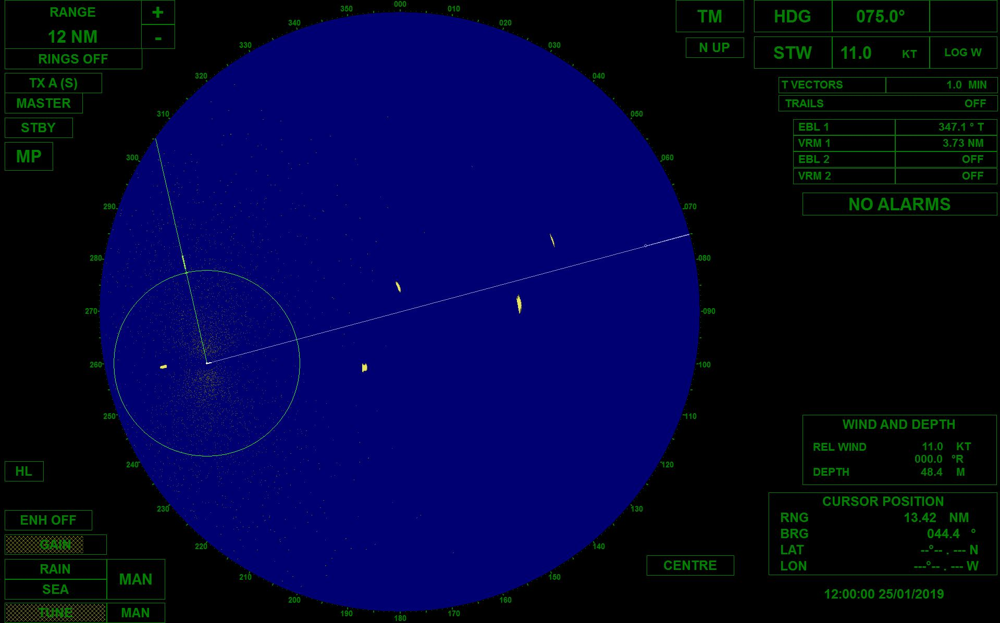 RANGE +
12 NM -
RINGS OFF
TX A (S)
MASTER
STBY
MP
HL
ENH OFF
GAIN
RAIN
SEA
MAN
TUNE MAN
000
010
020
030
040
050
060
070
080
090
100
110
120
130
140
150
160
170
180
190
200
210
220
230
240
250
260
270
280
290
300
310
320
330
340
350
TM
N UP
HDG 075.0°
STW 11.0 KT LOG W
T VECTORS 1.0 MIN
TRAILS OFF
EBL 1 347.1 ° T
VRM 1 3.73 NM
EBL 2 OFF
VRM 2 OFF
NO ALARMS
WIND AND DEPTH
REL WIND 11.0 KT
000.0 °R
DEPTH 48.4 M
CURSOR POSITION
RNG 13.42 NM
BRG 044.4 °
LAT --°-- . --- N
LON ---°-- . --- W
CENTRE
12:00:00 25/01/2019